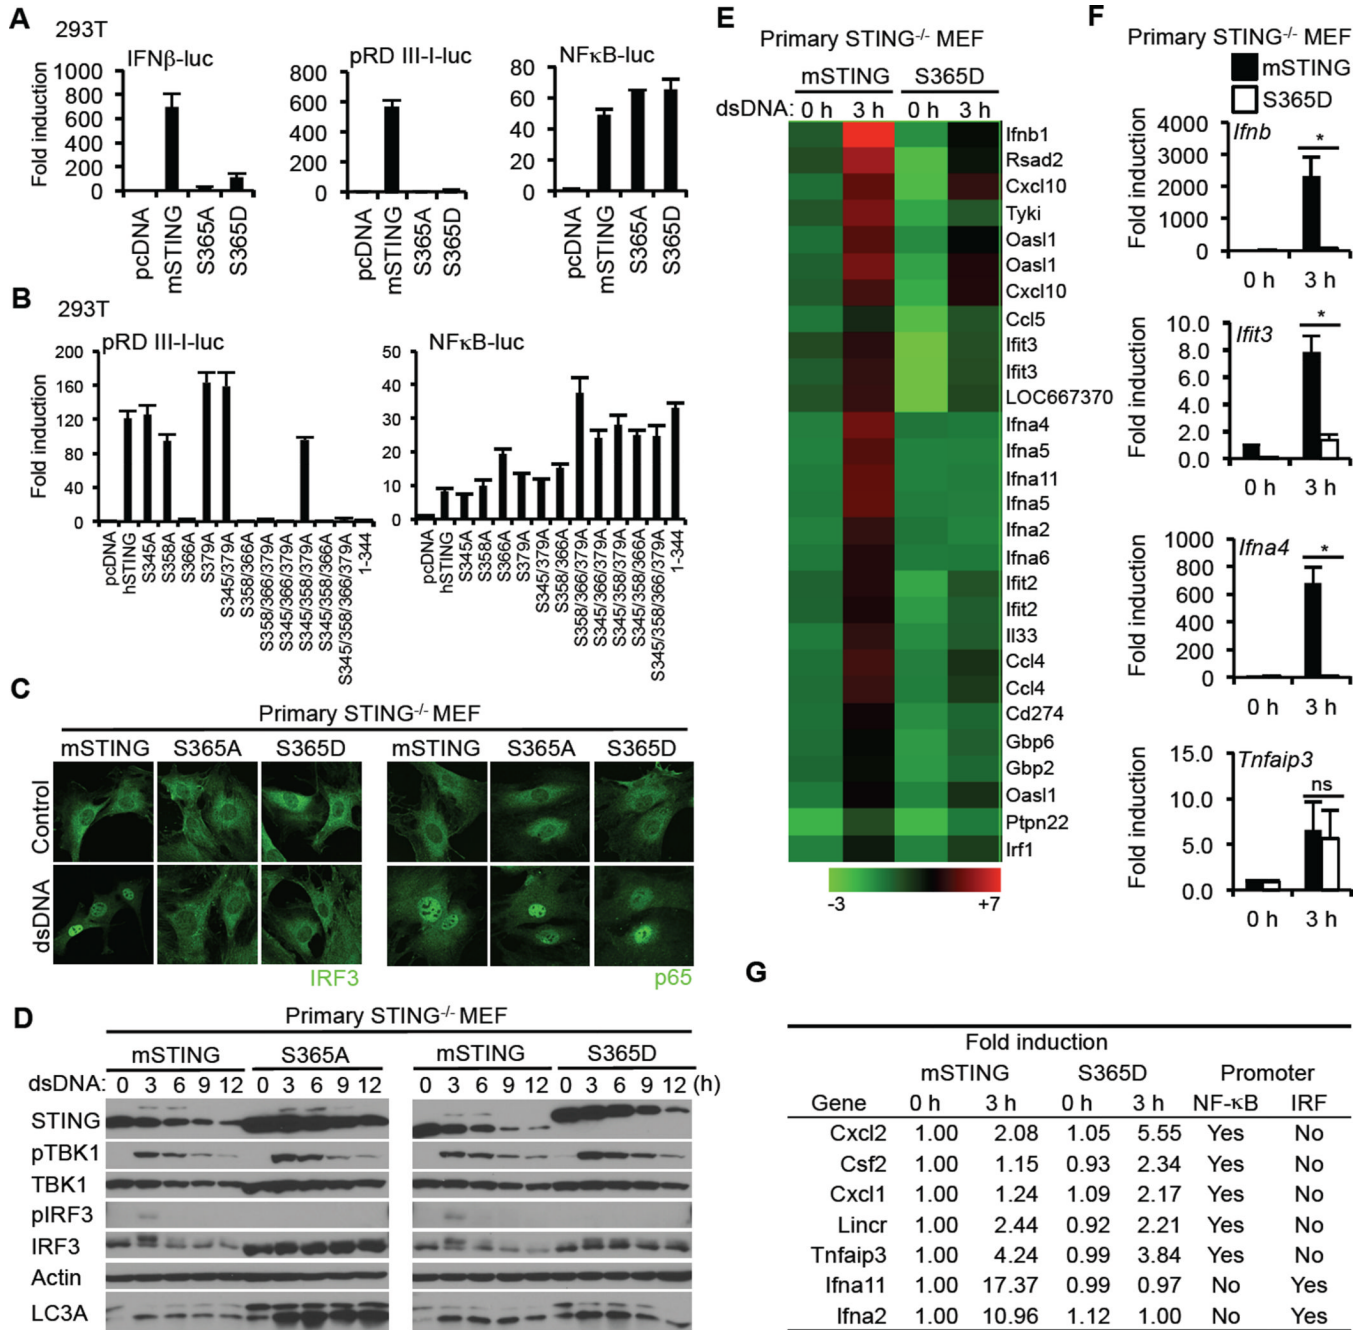 A
293T
IFNβ-luc
Fold induction
1000
800
600
400
200
0
pcDNA
mSTING
S365A
S365D
pRD III-I-luc
800
600
400
200
0
pcDNA
mSTING
S365A
S365D
NFκB-luc
80
60
40
20
0
pcDNA
mSTING
S365A
S365D
B
293T
pRD III-I-luc
Fold induction
200
160
120
80
40
0
pcDNA
hSTING
S345A
S358A
S366A
S379A
S345/379A
S358/366A
S358/366/379A
S345/366/379A
S345/358/379A
S345/358/366A
S345/358/366/379A
1-344
NFκB-luc
50
40
30
20
10
0
pcDNA
hSTING
S345A
S358A
S366A
S379A
S345/379A
S358/366A
S358/366/379A
S345/366/379A
S345/358/379A
S345/358/366A
S345/358/366/379A
1-344
C
Primary STING-/- MEF
mSTING S365A S365D mSTING S365A S365D
Control
dsDNA
IRF3
p65
D
Primary STING-/- MEF
mSTING S365A mSTING S365D
dsDNA: 0 3 6 9 12 0 3 6 9 12 0 3 6 9 12 0 3 6 9 12 (h)
STING
pTBK1
TBK1
pIRF3
IRF3
Actin
LC3A
E
Primary STING-/- MEF
mSTING S365D
dsDNA: 0 h 3 h 0 h 3 h
Ifnb1
Rsad2
Cxcl10
Tyki
Oasl1
Oasl1
Cxcl10
Ccl5
Ifit3
Ifit3
LOC667370
Ifna4
Ifna5
Ifna11
Ifna5
Ifna2
Ifna6
Ifit2
Ifit2
Il33
Ccl4
Ccl4
Cd274
Gbp6
Gbp2
Oasl1
Ptpn22
Irf1
-3 +7
F
Primary STING-/- MEF
mSTING
S365D
Ifnb
*
Fold induction
4000
3000
2000
1000
0
0 h 3 h
Ifit3
*
Fold induction
10.0
8.0
6.0
4.0
2.0
0.0
0 h 3 h
Ifna4
*
Fold induction
1000
800
600
400
200
0
0 h 3 h
Tnfaip3
ns
Fold induction
15.0
10.0
5.0
0.0
0 h 3 h
G
Fold induction
mSTING S365D Promoter
Gene 0 h 3 h 0 h 3 h NF-κB IRF
Cxcl2 1.00 2.08 1.05 5.55 Yes No
Csf2 1.00 1.15 0.93 2.34 Yes No
Cxcl1 1.00 1.24 1.09 2.17 Yes No
Lincr 1.00 2.44 0.92 2.21 Yes No
Tnfaip3 1.00 4.24 0.99 3.84 Yes No
Ifna11 1.00 17.37 0.99 0.97 No Yes
Ifna2 1.00 10.96 1.12 1.00 No Yes